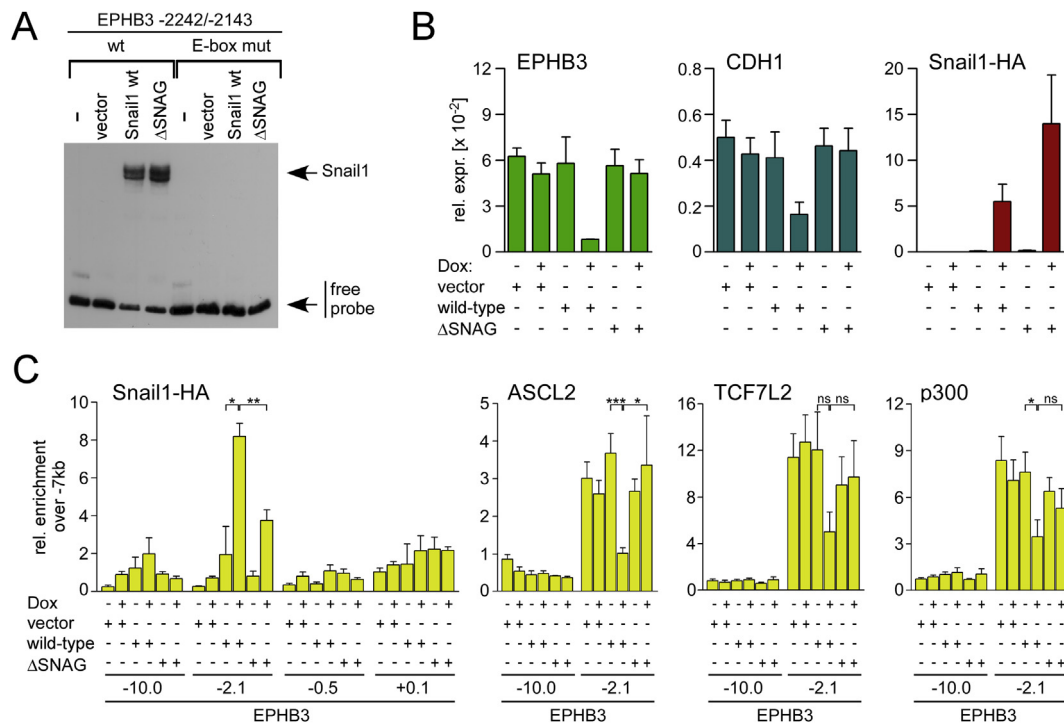 A
EPHB3 -2242/-2143
wt E-box mut
- vector Snail1 wt ΔSNAG - vector Snail1 wt ΔSNAG
Snail1
free
probe
B
EPHB3 CDH1 Snail1-HA
rel. expr. [x 10⁻²]
12 9 6 3 0
0.8 0.6 0.4 0.2 0
20 15 10 5 0
Dox: - + - + - + - + - + - + - + - + - +
vector + + - - - - + + - - - - + + - - - -
wild-type - - + + - - - - + + - - - - + + - -
ΔSNAG - - - - + + - - - - + + - - - - + +
C
Snail1-HA ASCL2 TCF7L2 p300
* ** *** * ns ns * ns
rel. enrichment
over -7kb
10 8 6 4 2 0
5 4 3 2 1 0
16 12 8 4 0
12 9 6 3 0
Dox - + - + - + - + - + - + - + - + - + - + - + - + - + - + - + - + - + - + - + - + - + - + - + - + - + - + - + - + - + - +
vector + + - - - - + + - - - - + + - - - - + + - - - - + + - - - - + + - - - - + + - - - - + + - - - - + + - - - - + + - - - -
wild-type - - + + - - - - + + - - - - + + - - - - + + - - - - + + - - - - + + - - - - + + - - - - + + - - - - + + - - - - + + - -
ΔSNAG - - - - + + - - - - + + - - - - + + - - - - + + - - - - + + - - - - + + - - - - + + - - - - + + - - - - + + - - - - + +
-10.0 -2.1 -0.5 +0.1 -10.0 -2.1 -10.0 -2.1 -10.0 -2.1
EPHB3 EPHB3 EPHB3 EPHB3